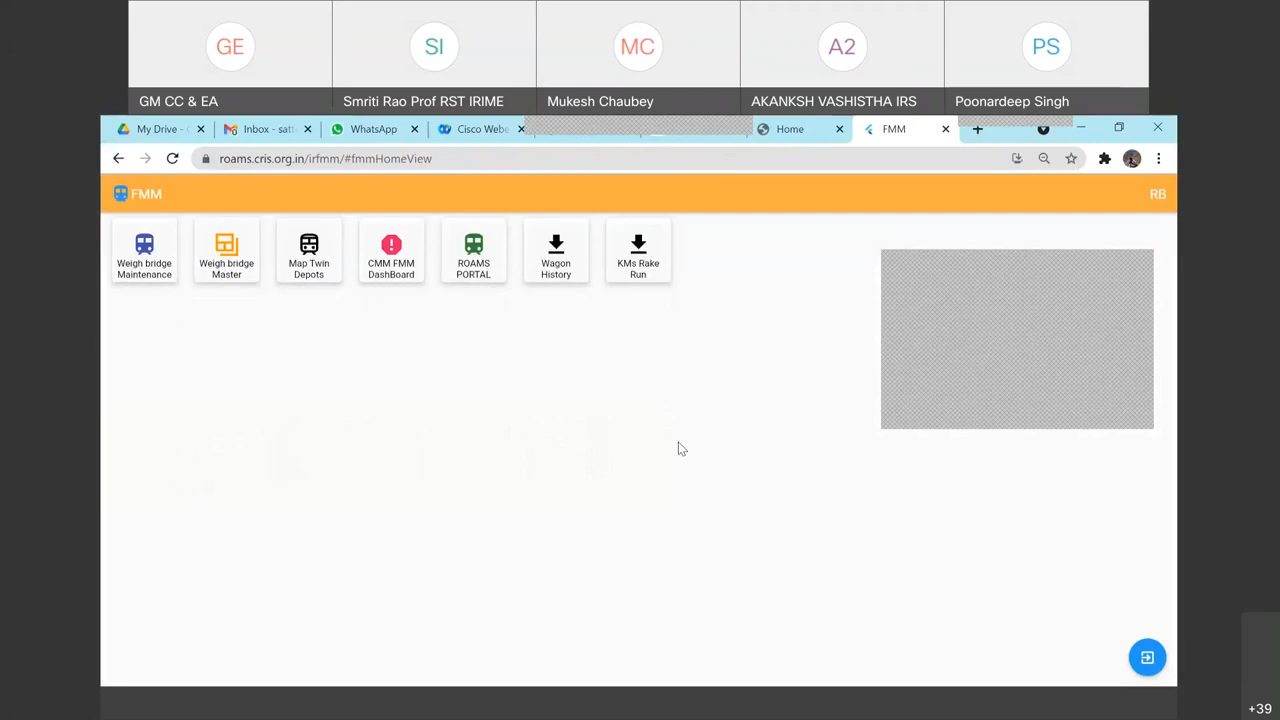 GE
SI
MC
A2
PS
GM CC & EA
Smriti Rao Prof RST IRIME
Mukesh Chaubey
AKANKSH VASHISTHA IRS
Poonardeep Singh
My Drive -
Inbox - satt
WhatsApp
Cisco Webe
Home
FMM
roams.cris.org.in/irfmm/#fmmHomeView
FMM
RB
Weigh bridge
Maintenance
Weigh bridge
Master
Map Twin
Depots
CMM FMM
DashBoard
ROAMS
PORTAL
Wagon
History
KMs Rake
Run
+39